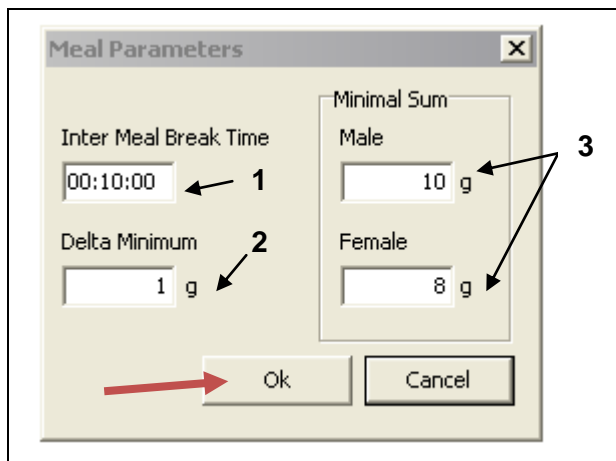 Meal Parameters
Minimal Sum
Inter Meal Break Time
Male
3
00:10:00
1
10 g
Delta Minimum
2
Female
1 g
8 g
Ok
Cancel